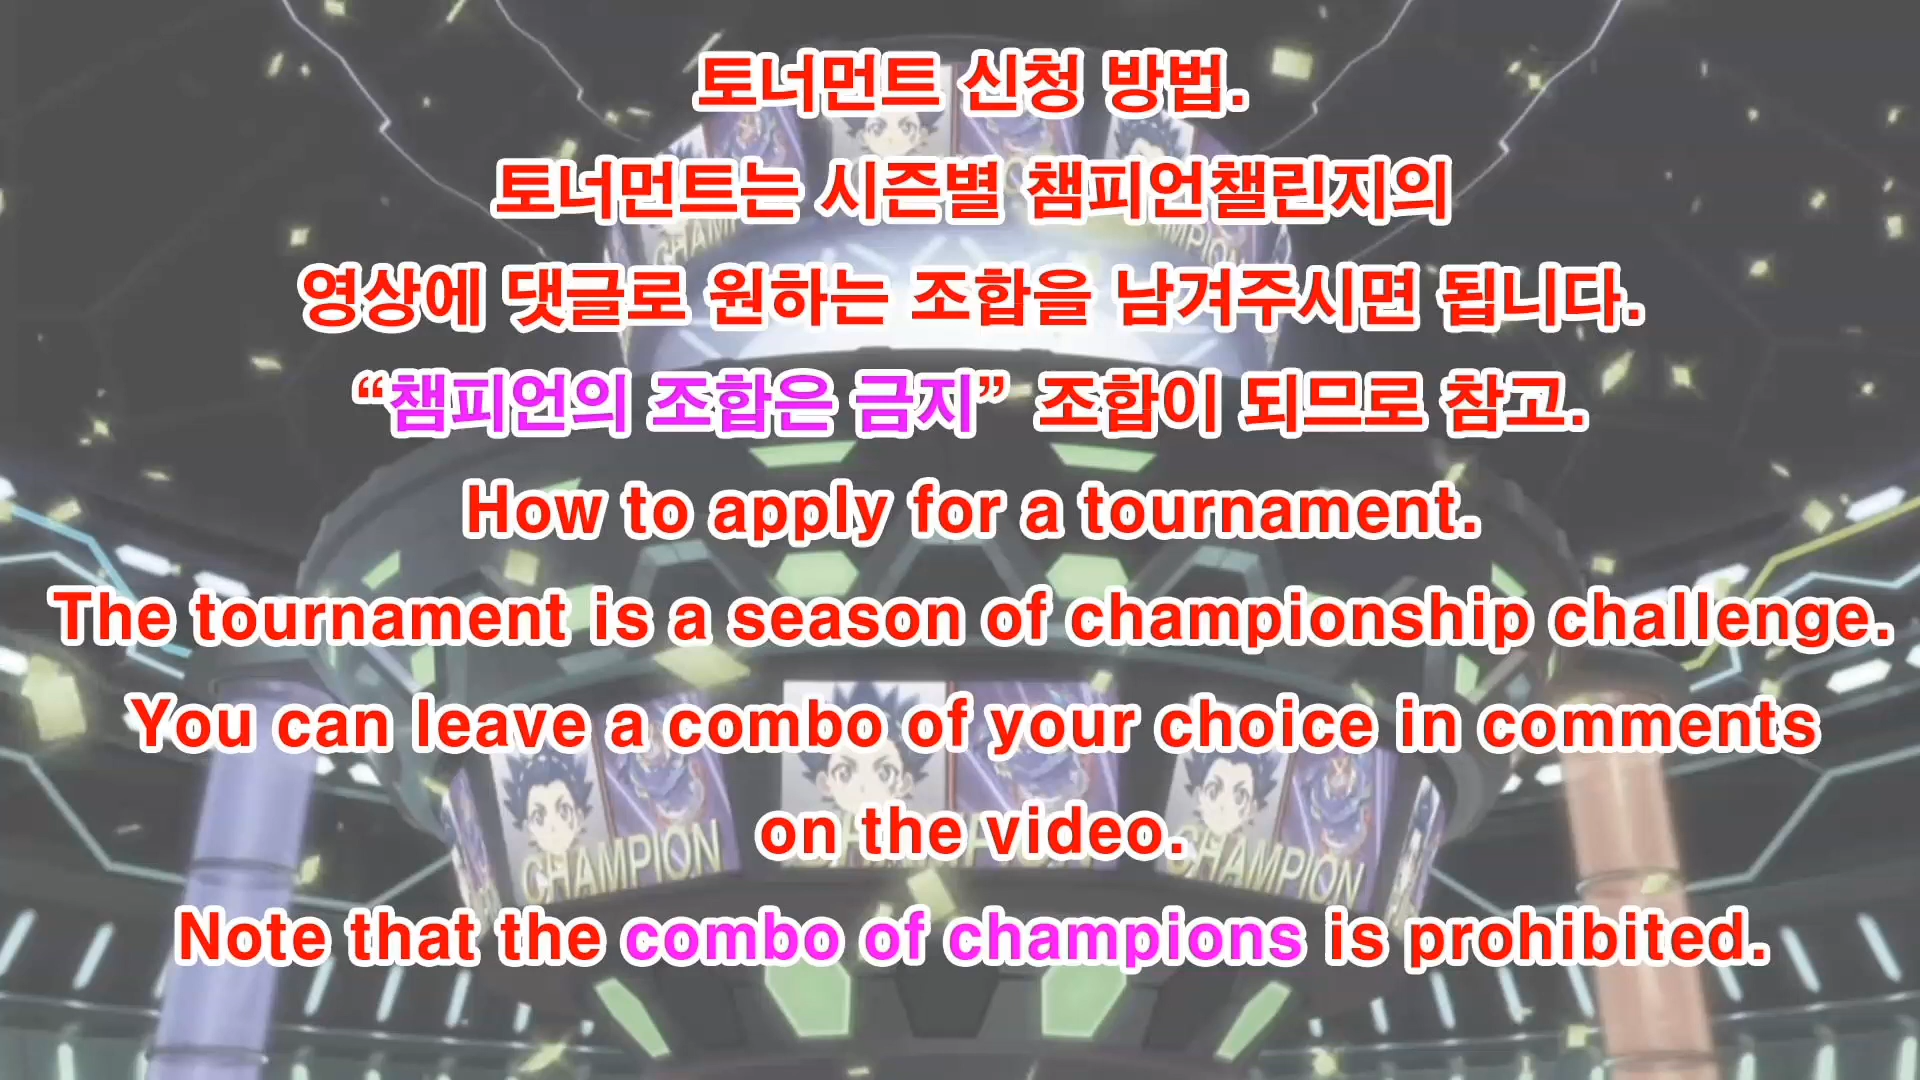 토너먼트 신청 방법.
토너먼트는 시즌별 챔피언챌린지의
영상에 댓글로 원하는 조합을 남겨주시면 됩니다.
“챔피언의 조합은 금지” 조합이 되므로 참고.
How to apply for a tournament.
The tournament is a season of championship challenge.
You can leave a combo of your choice in comments
on the video.
Note that the combo of champions is prohibited.
CHAMPION
CHAMPION